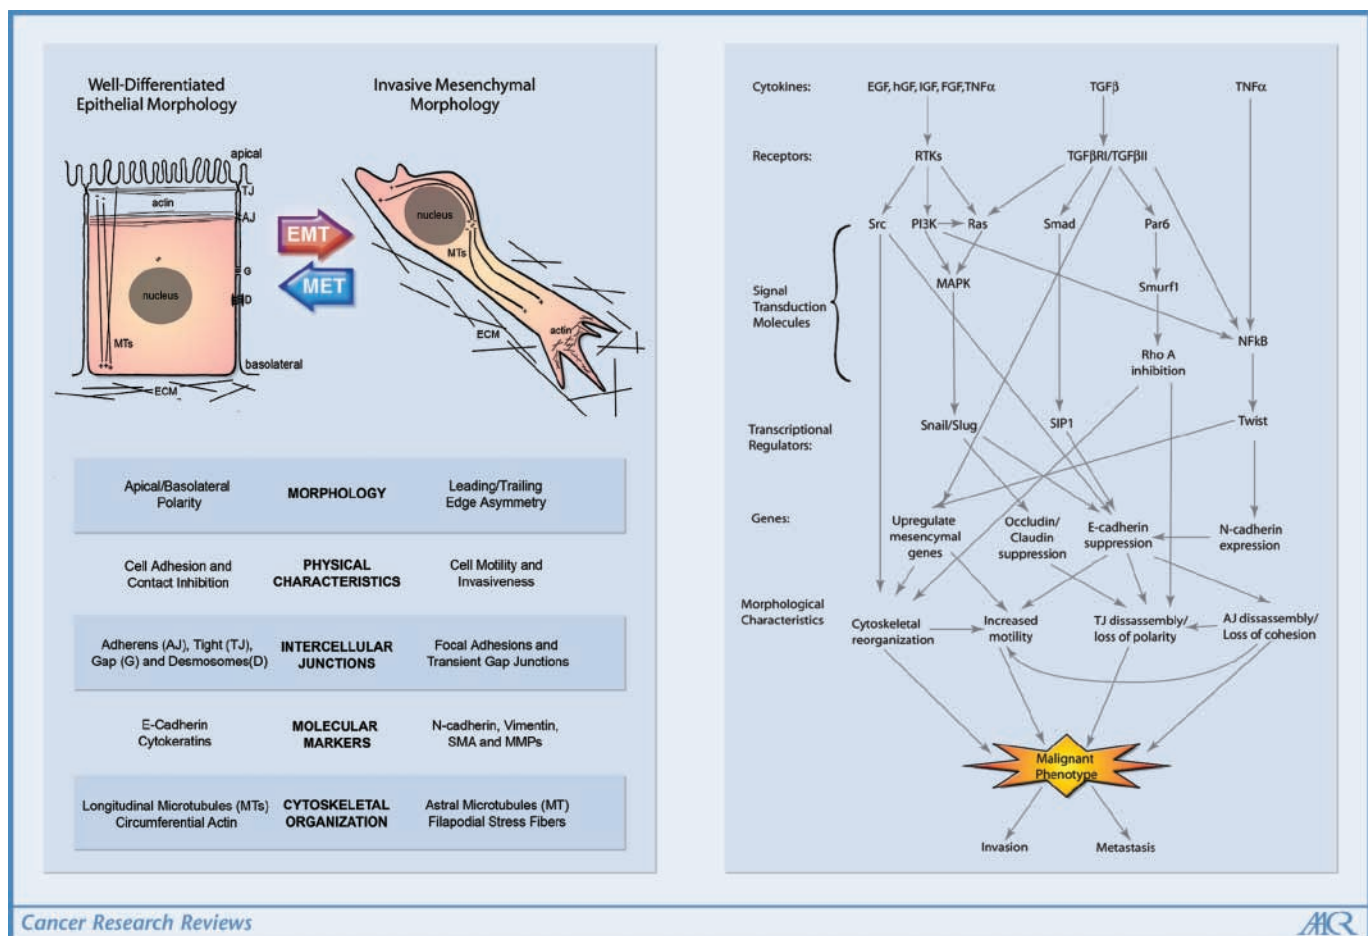 Well-Differentiated
Epithelial Morphology
Invasive Mesenchymal
Morphology
apical
TJ
actin
AJ
G
nucleus
D
MTs
basolateral
ECM
EMT
MET
nucleus
MTs
ECM
actin
Apical/Basolateral
Polarity
MORPHOLOGY
Leading/Trailing
Edge Asymmetry
Cell Adhesion and
Contact Inhibition
PHYSICAL
CHARACTERISTICS
Cell Motility and
Invasiveness
Adherens (AJ), Tight (TJ),
Gap (G) and Desmosomes(D)
INTERCELLULAR
JUNCTIONS
Focal Adhesions and
Transient Gap Junctions
E-Cadherin
Cytokeratins
MOLECULAR
MARKERS
N-cadherin, Vimentin,
SMA and MMPs
Longitudinal Microtubules (MTs)
Circumferential Actin
CYTOSKELETAL
ORGANIZATION
Astral Microtubules (MT)
Filapodial Stress Fibers
Cytokines:
EGF, hGF, IGF, FGF,TNFα
TGFβ
TNFα
Receptors:
RTKs
TGFβRI/TGFβII
Signal
Transduction
Molecules
Src
PI3K
Ras
Smad
Par6
MAPK
Smurf1
NFkB
Rho A
inhibition
Transcriptional
Regulators:
Snail/Slug
SIP1
Twist
Genes:
Upregulate
mesencymal
genes
Occludin/
Claudin
suppression
E-cadherin
suppression
N-cadherin
expression
Morphological
Characteristics
Cytoskeletal
reorganization
Increased
motility
TJ dissambly/
loss of polarity
AJ disassembly/
Loss of cohesion
Malignant
Phenotype
Invasion
Metastasis
Cancer Research Reviews
AACR